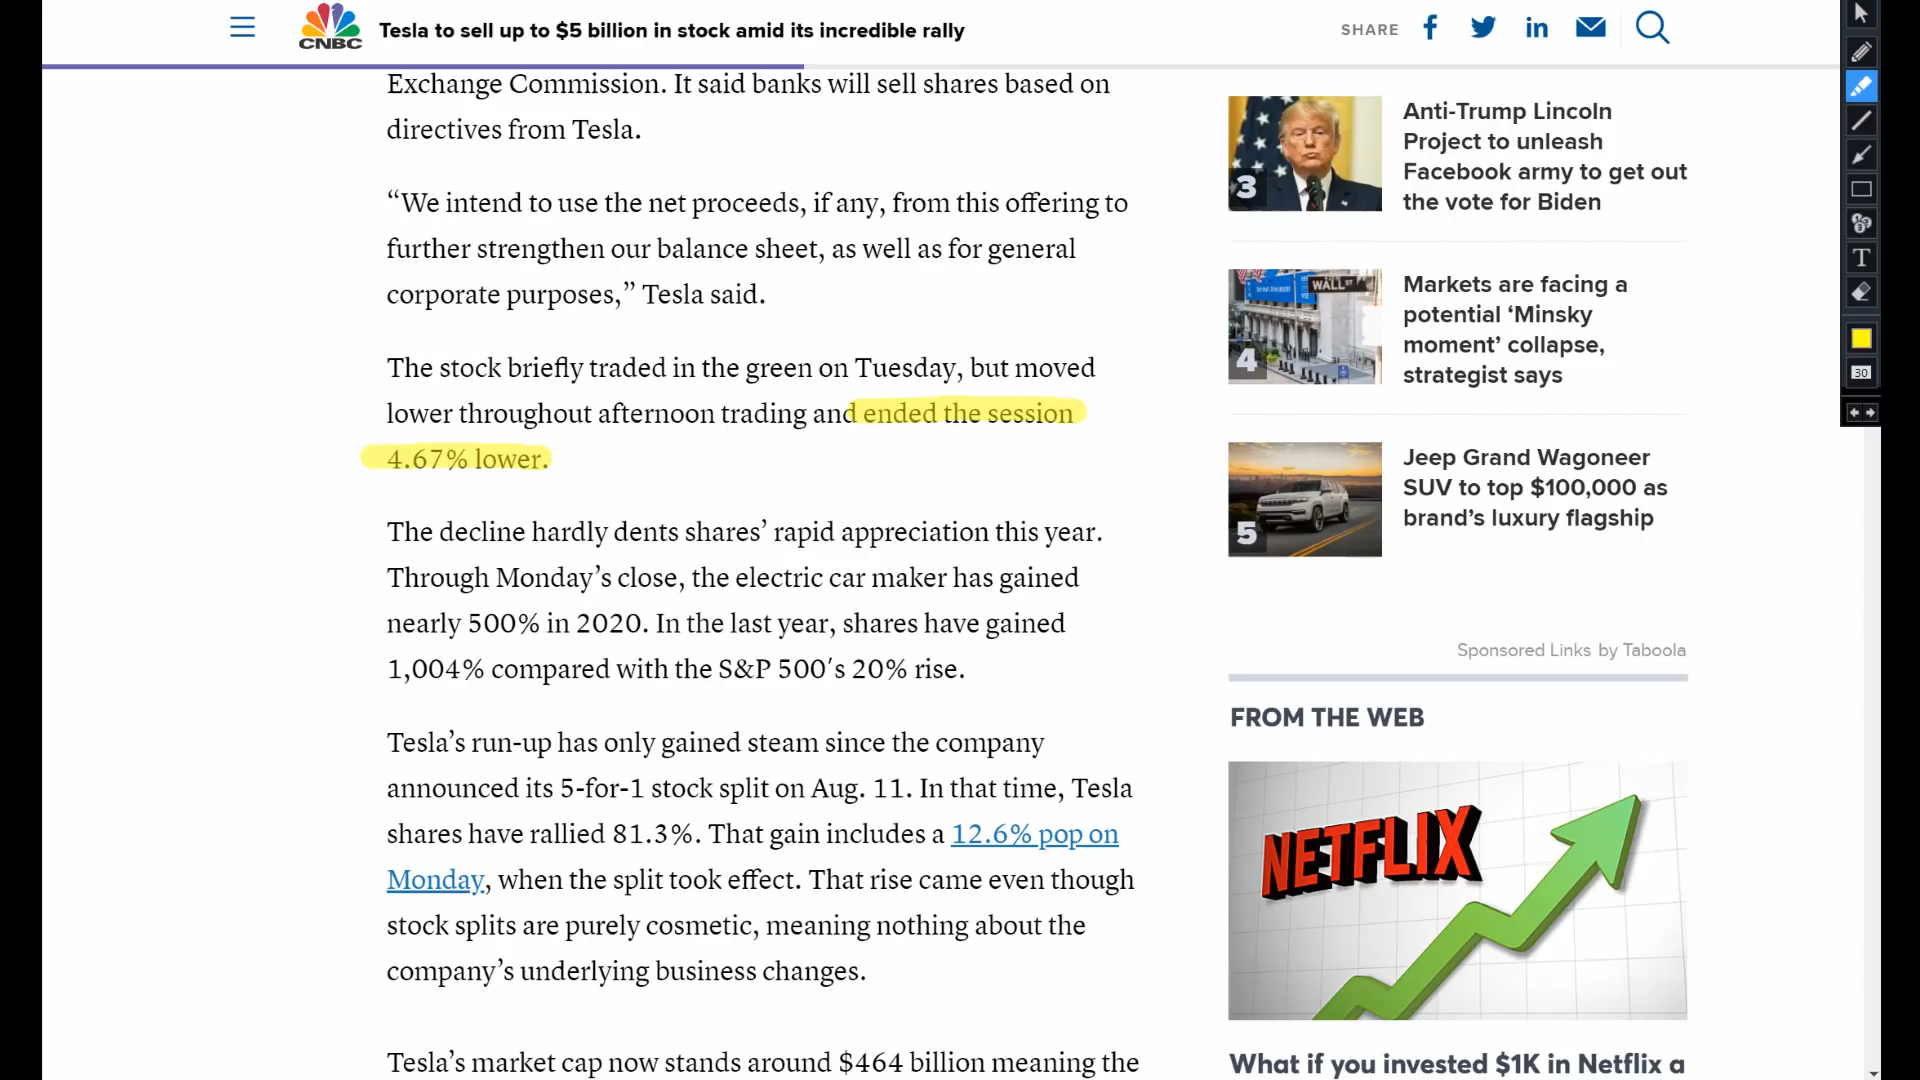 CNBC
Tesla to sell up to $5 billion in stock amid its incredible rally
SHARE
Exchange Commission. It said banks will sell shares based on
directives from Tesla.
“We intend to use the net proceeds, if any, from this offering to
further strengthen our balance sheet, as well as for general
corporate purposes,” Tesla said.
The stock briefly traded in the green on Tuesday, but moved
lower throughout afternoon trading and ended the session
4.67% lower.
The decline hardly dents shares’ rapid appreciation this year.
Through Monday’s close, the electric car maker has gained
nearly 500% in 2020. In the last year, shares have gained
1,004% compared with the S&P 500′s 20% rise.
Tesla’s run-up has only gained steam since the company
announced its 5-for-1 stock split on Aug. 11. In that time, Tesla
shares have rallied 81.3%. That gain includes a 12.6% pop on
Monday, when the split took effect. That rise came even though
stock splits are purely cosmetic, meaning nothing about the
company’s underlying business changes.
Tesla’s market cap now stands around $464 billion meaning the
3
Anti-Trump Lincoln
Project to unleash
Facebook army to get out
the vote for Biden
WALL ST
4
Markets are facing a
potential ‘Minsky
moment’ collapse,
strategist says
5
Jeep Grand Wagoneer
SUV to top $100,000 as
brand’s luxury flagship
Sponsored Links by Taboola
FROM THE WEB
NETFLIX
What if you invested $1K in Netflix a
T
30